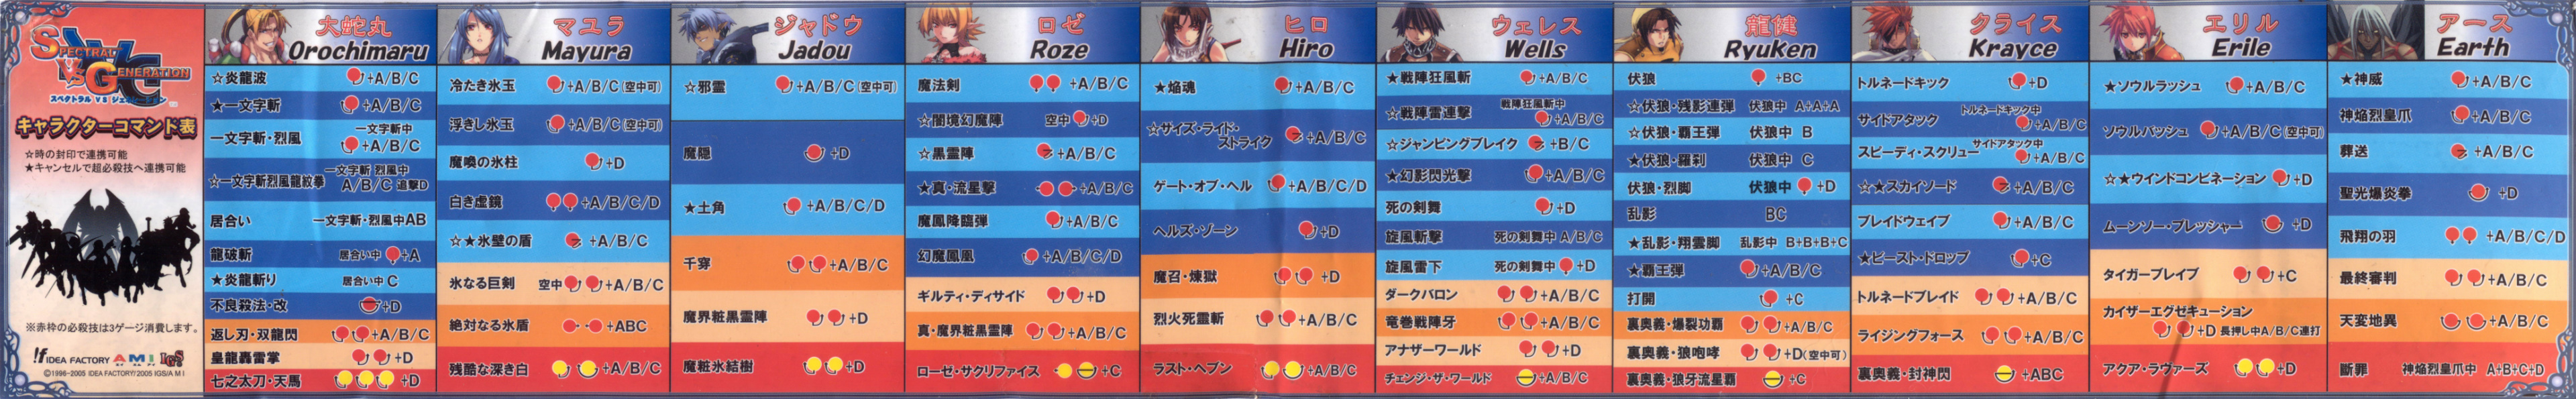 SPECTRAL
VS
GENERATION
スペクトラル VS ジェネレーション
キャラクターコマンド表
☆時の封印で連携可能
★キャンセルで超必殺技へ連携可能
※赤枠の必殺技は3ゲージ消費します。
!f IDEA FACTORY AMI IGS
©1996-2005 IDEA FACTORY/2005 IGS/A M I
大蛇丸
Orochimaru
☆炎龍波 +A/B/C
★一文字斬 +A/B/C
一文字斬・烈風 一文字斬中 +A/B/C
☆一文字斬烈風龍紋拳 一文字斬 烈風中 A/B/C 追撃D
居合い 一文字斬・烈風中AB
龍破斬 居合い中 +A
★炎龍斬り 居合い中 C
不良殺法・改 +D
返し刃・双龍閃 +A/B/C
皇龍轟雷掌 +D
七之太刀・天馬 +D
マユラ
Mayura
冷たき氷玉 +A/B/C(空中可)
浮きし氷玉 +A/B/C(空中可)
魔喚の氷柱 +D
白き虚鏡 +A/B/C/D
☆★氷壁の盾 +A/B/C
氷なる巨剣 空中 +A/B/C
絶対なる氷盾 +ABC
残酷な深き白 +A/B/C
ジャドウ
Jadou
☆邪霊 +A/B/C(空中可)
魔隠 +D
★土角 +A/B/C/D
千穿 +A/B/C
魔界粧黒霊陣 +D
魔粧氷結樹 +D
ロゼ
Roze
魔法剣 +A/B/C
☆闇境幻魔陣 空中 +D
☆黒霊陣 +A/B/C
★真・流星撃 +A/B/C
魔鳳降臨弾 +A/B/C
幻魔鳳凰 +A/B/C/D
ギルティ・ディサイド +D
真・魔界粧黒霊陣 +A/B/C
ローゼ・サクリファイス +C
ヒロ
Hiro
★焔魂 +A/B/C
☆サイズ・ライド・
ストライク +A/B/C
ゲート・オブ・ヘル +A/B/C/D
ヘルズ・ゾーン +D
魔召・煉獄 +D
烈火死霊斬 +A/B/C
ラスト・ヘブン +A/B/C
ウェレス
Wells
★戦陣狂風斬 +A/B/C
☆戦陣雷連撃 戦陣狂風斬中 +A/B/C
☆ジャンピングブレイク +B/C
★幻影閃光撃 +A/B/C
死の剣舞 +D
旋風斬撃 死の剣舞中 A/B/C
旋風雷下 死の剣舞中 +D
ダークバロン +A/B/C
竜巻戦陣牙 +A/B/C
アナザーワールド +D
チェンジ・ザ・ワールド +A/B/C
龍健
RyuKen
伏狼 +BC
☆伏狼・残影連弾 伏狼中 A+A+A
☆伏狼・覇王弾 伏狼中 B
★伏狼・羅刹 伏狼中 C
伏狼・烈脚 伏狼中 +D
乱影 BC
★乱影・翔雲脚 乱影中 B+B+B+C
★覇王弾 +A/B/C
打開 +C
裏奥義・爆裂功覇 +A/B/C
裏奥義・狼咆哮 +D(空中可)
裏奥義・狼牙流星覇 +C
クライス
Krayce
トルネードキック +D
サイドアタック トルネードキック中 +A/B/C
スピーディ・スクリュー サイドアタック中 +A/B/C
☆★スカイソード +A/B/C
ブレイドウェイブ +A/B/C
★ビースト・ドロップ +C
トルネードブレイド +A/B/C
ライジングフォース +A/B/C
裏奥義・封神閃 +ABC
エリル
Erile
★ソウルラッシュ +A/B/C
ソウルバッシュ +A/B/C(空中可)
☆★ウインドコンビネーション +D
ムーンソー・プレッシャー +D
タイガーブレイブ +C
カイザーエグゼキューション
+D 長押し中A/B/C連打
アクア・ラヴァーズ +D
アース
Earth
★神威 +A/B/C
神焔烈皇爪 +A/B/C
葬送 +A/B/C
聖光爆炎拳 +D
飛翔の羽 +A/B/C/D
最終審判 +A/B/C
天変地異 +A/B/C
断罪 神焔烈皇爪中 A+B+C+D